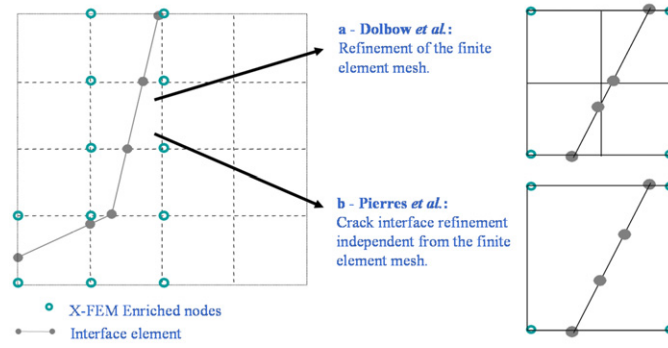 a - Dolbow et al.:
Refinement of the finite
element mesh.
b - Pierres et al.:
Crack interface refinement
independent from the finite
element mesh.
X-FEM Enriched nodes
Interface element